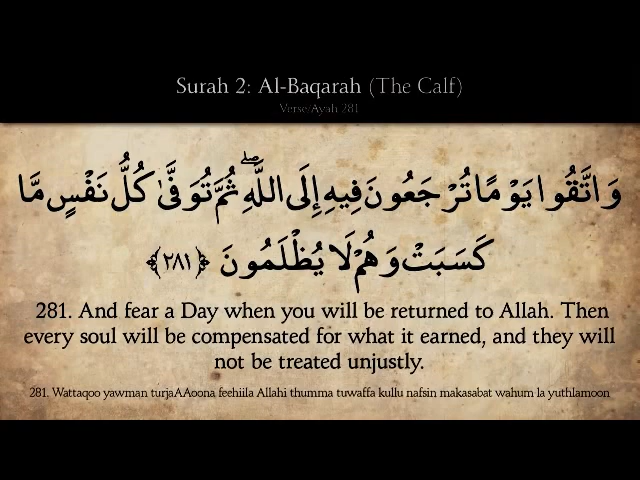 Surah 2: Al-Baqarah (The Calf)
Verse/Ayah 281
وَاتَّقُوا يَوْمًا تُرْجَعُونَ فِيهِ إِلَى اللَّهِ ۖ ثُمَّ تُوَفَّىٰ كُلُّ نَفْسٍ مَّا
كَسَبَتْ وَهُمْ لَا يُظْلَمُونَ ﴿٢٨١﴾
281. And fear a Day when you will be returned to Allah. Then
every soul will be compensated for what it earned, and they will
not be treated unjustly.
281. Wattaqoo yawman turjaAAoona feehiila Allahi thumma tuwaffa kullu nafsin makasabat wahum la yuthlamoon